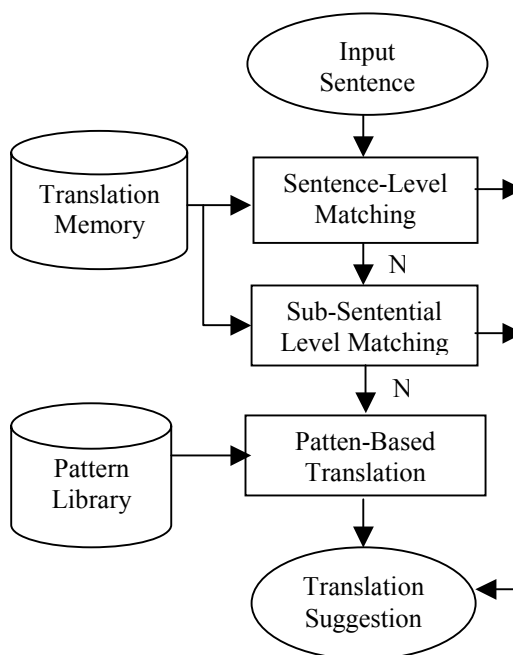 Input
Sentence
Translation
Memory
Sentence-Level
Matching
N
Sub-Sentential
Level Matching
N
Pattern
Library
Patten-Based
Translation
Translation
Suggestion